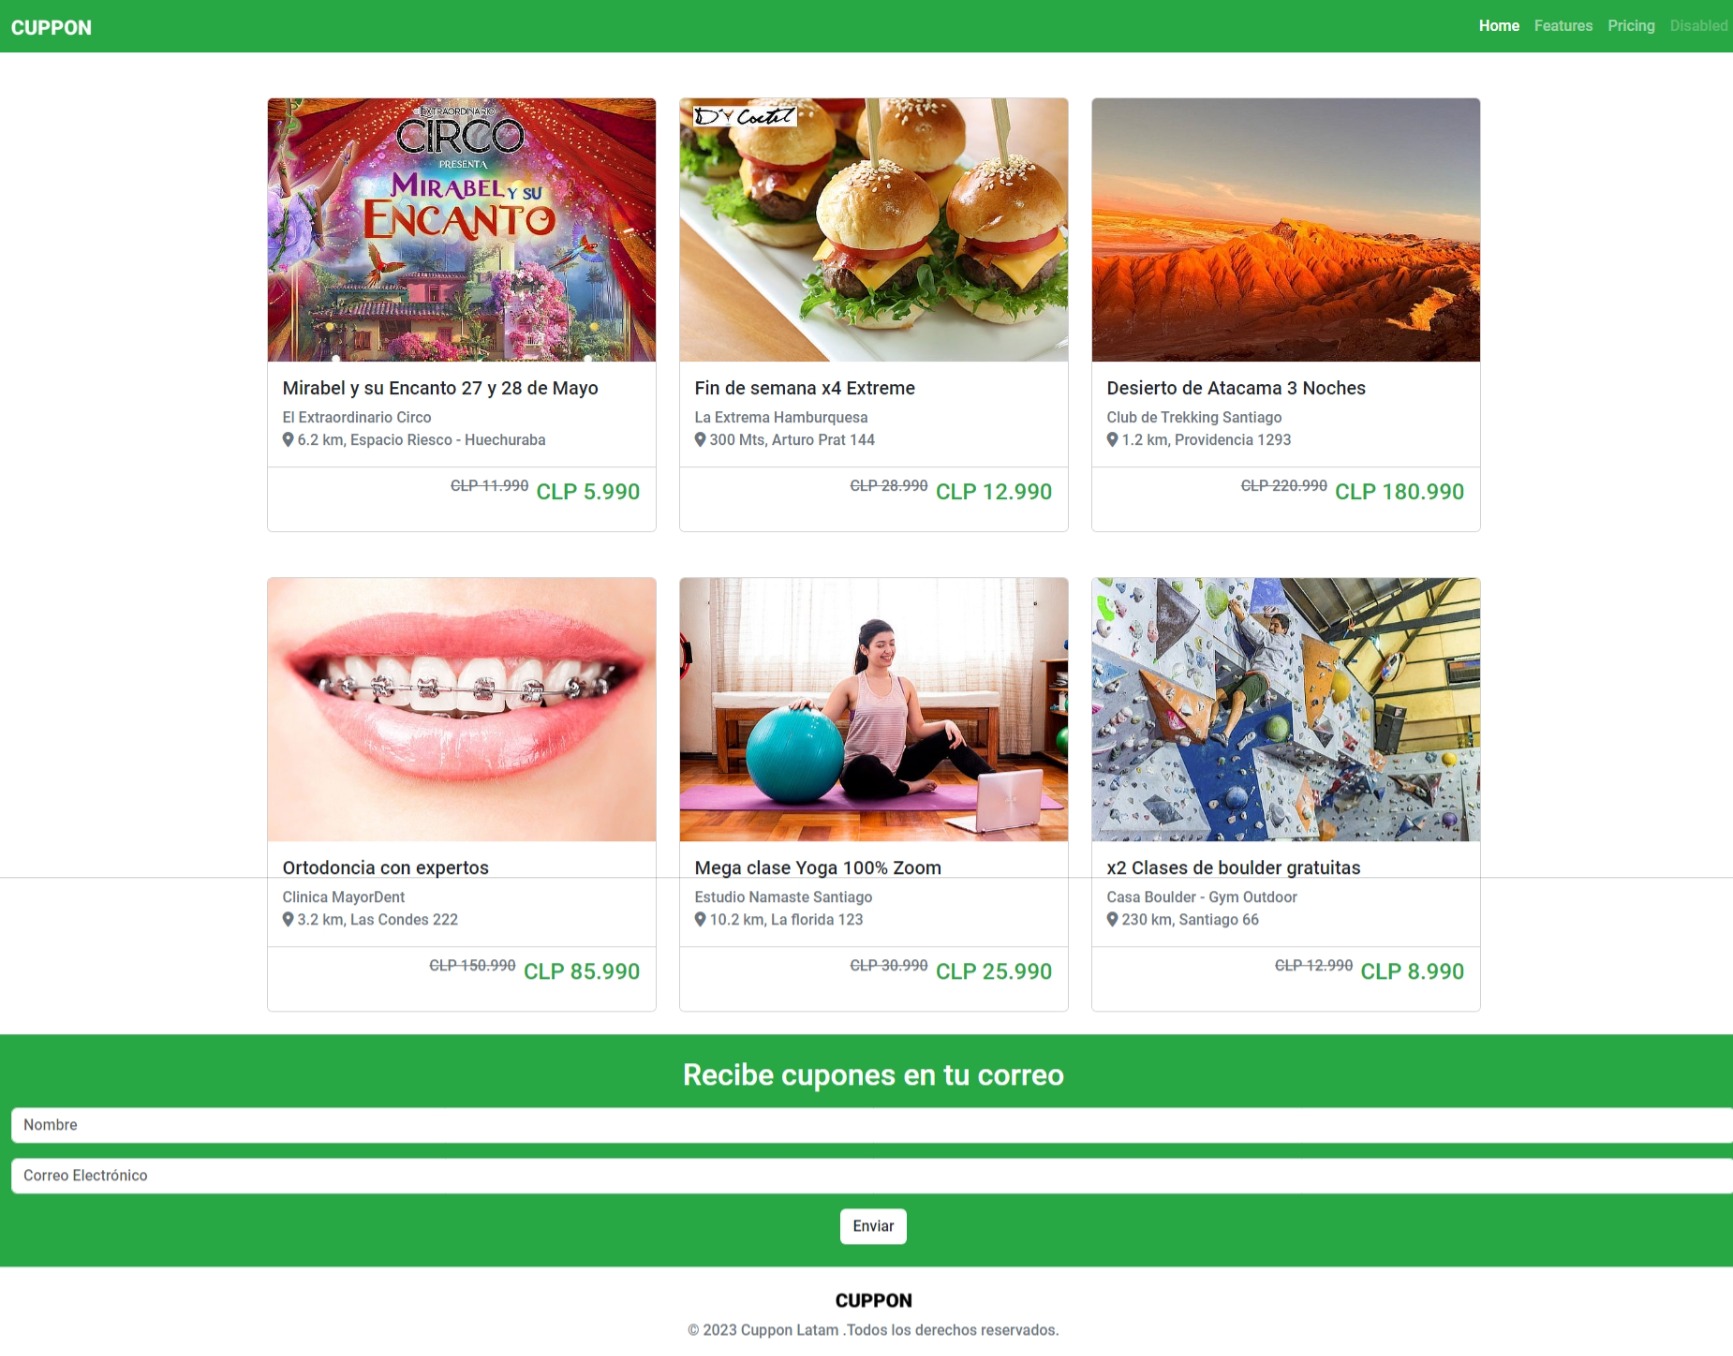 CUPPON
Home Features Pricing Disabled
EXTRAORDINARIO
CIRCO
PRESENTA
MIRABEL Y SU
ENCANTO
D'Y Coctel
Mirabel y su Encanto 27 y 28 de Mayo
El Extraordinario Circo
6.2 km, Espacio Riesco - Huechuraba
CLP 11.990 CLP 5.990
Fin de semana x4 Extreme
La Extrema Hamburquesa
300 Mts, Arturo Prat 144
CLP 28.990 CLP 12.990
Desierto de Atacama 3 Noches
Club de Trekking Santiago
1.2 km, Providencia 1293
CLP 220.990 CLP 180.990
Ortodoncia con expertos
Clinica MayorDent
3.2 km, Las Condes 222
CLP 150.990 CLP 85.990
Mega clase Yoga 100% Zoom
Estudio Namaste Santiago
10.2 km, La florida 123
CLP 30.990 CLP 25.990
x2 Clases de boulder gratuitas
Casa Boulder - Gym Outdoor
230 km, Santiago 66
CLP 12.990 CLP 8.990
Recibe cupones en tu correo
Nombre
Correo Electrónico
Enviar
CUPPON
© 2023 Cuppon Latam .Todos los derechos reservados.